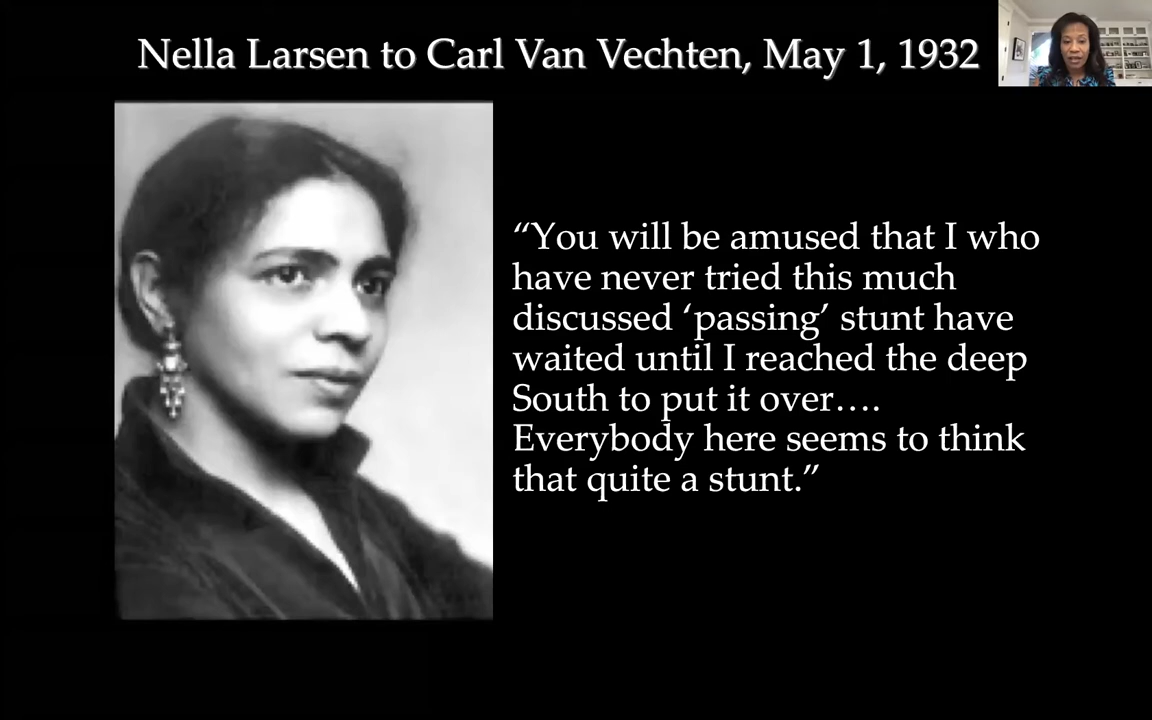 Nella Larsen to Carl Van Vechten, May 1, 1932
“You will be amused that I who
have never tried this much
discussed ‘passing’ stunt have
waited until I reached the deep
South to put it over….
Everybody here seems to think
that quite a stunt.”